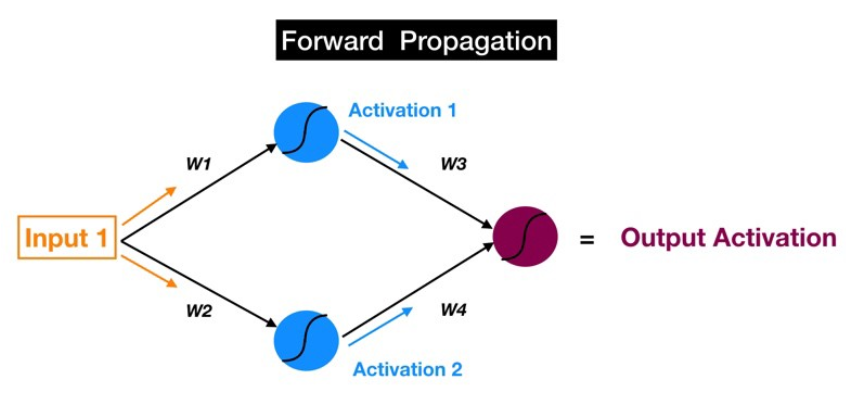 Forward Propagation
Activation 1
W1
W3
Input 1
= Output Activation
W2
W4
Activation 2